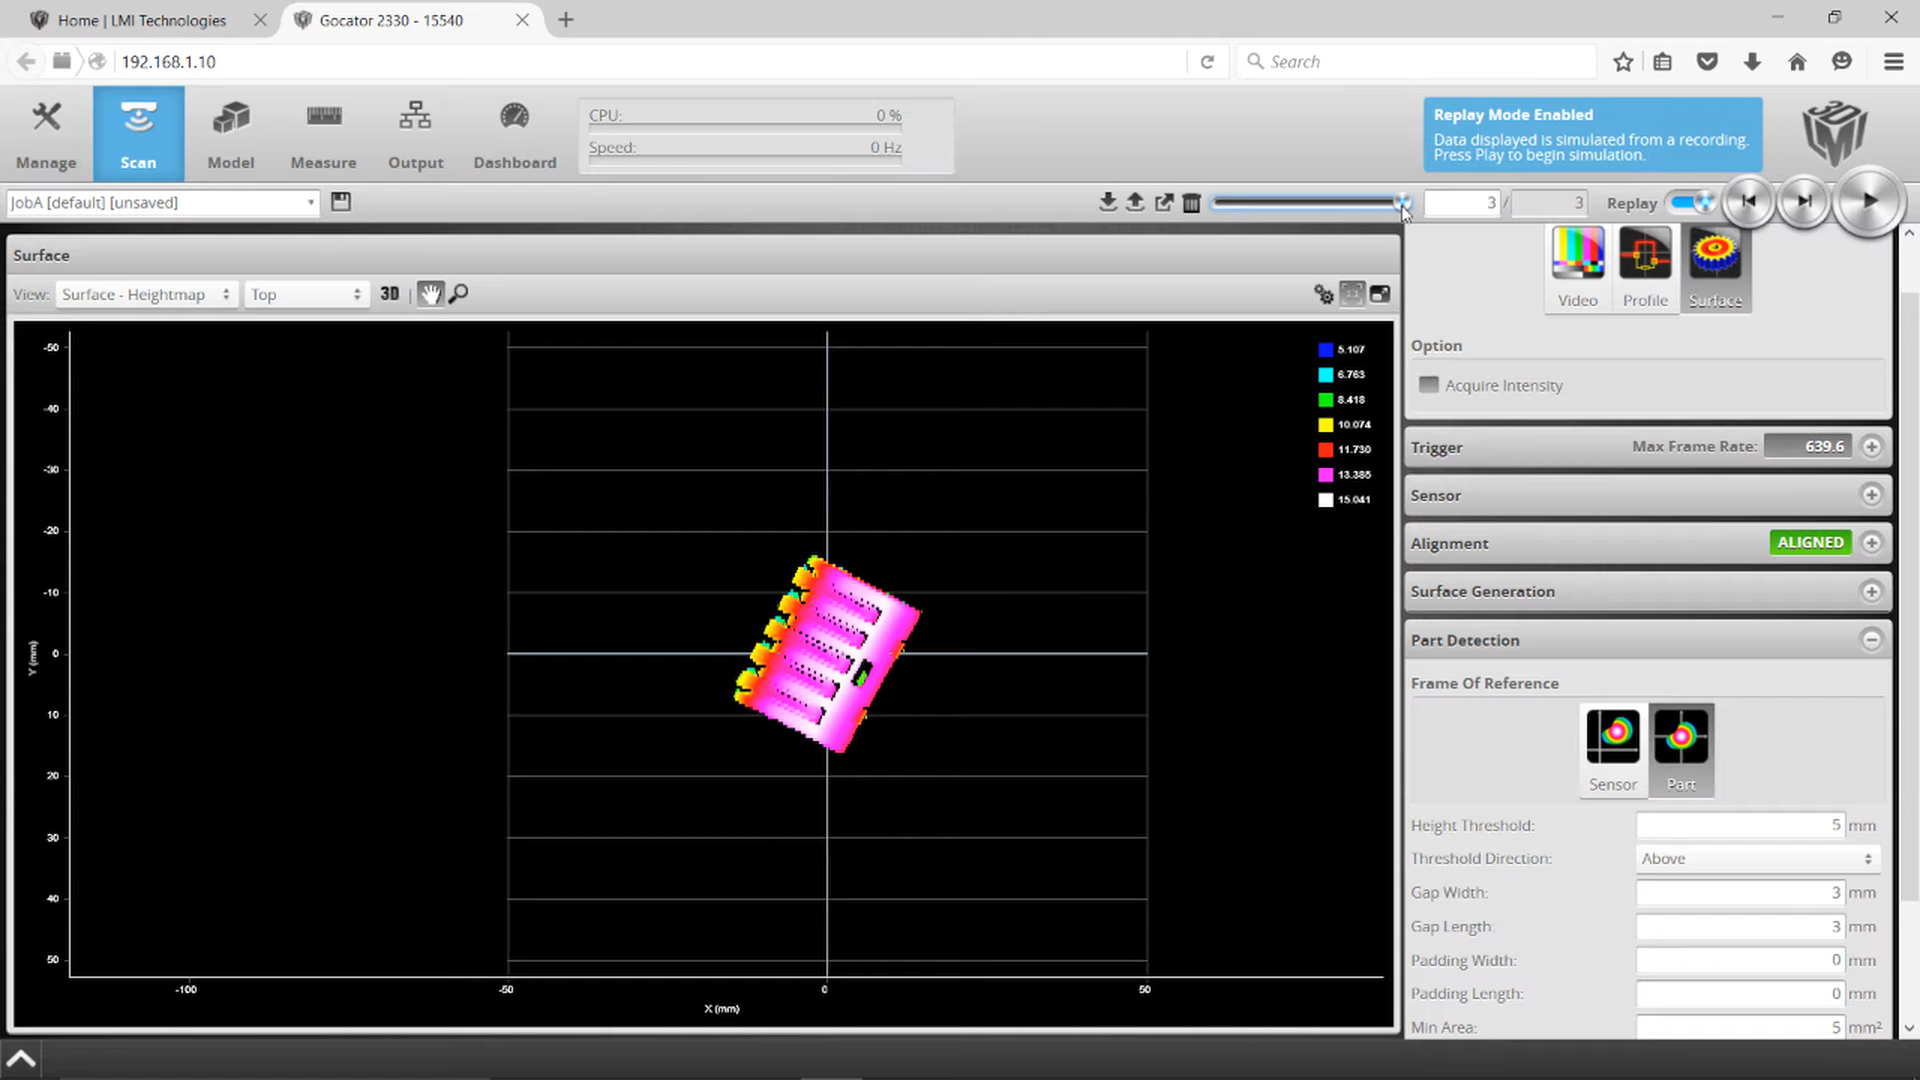 Home | LMI Technologies
Gocator 2330 - 15540
192.168.1.10
Search
Manage
Scan
Model
Measure
Output
Dashboard
CPU: 0 %
Speed: 0 Hz
Replay Mode Enabled
Data displayed is simulated from a recording.
Press Play to begin simulation.
LMI
JobA [default] [unsaved]
3 / 3
Replay
Surface
View: Surface - Heightmap Top 3D
-50
-40
-30
-20
-10
0
10
20
30
40
50
Y (mm)
-100
-50
0
50
X (mm)
5.107
6.763
8.418
10.074
11.730
13.385
15.041
Video
Profile
Surface
Option
Acquire Intensity
Trigger Max Frame Rate: 639.6
Sensor
Alignment ALIGNED
Surface Generation
Part Detection
Frame Of Reference
Sensor
Part
Height Threshold: 5 mm
Threshold Direction: Above
Gap Width: 3 mm
Gap Length: 3 mm
Padding Width: 0 mm
Padding Length: 0 mm
Min Area: 5 mm²